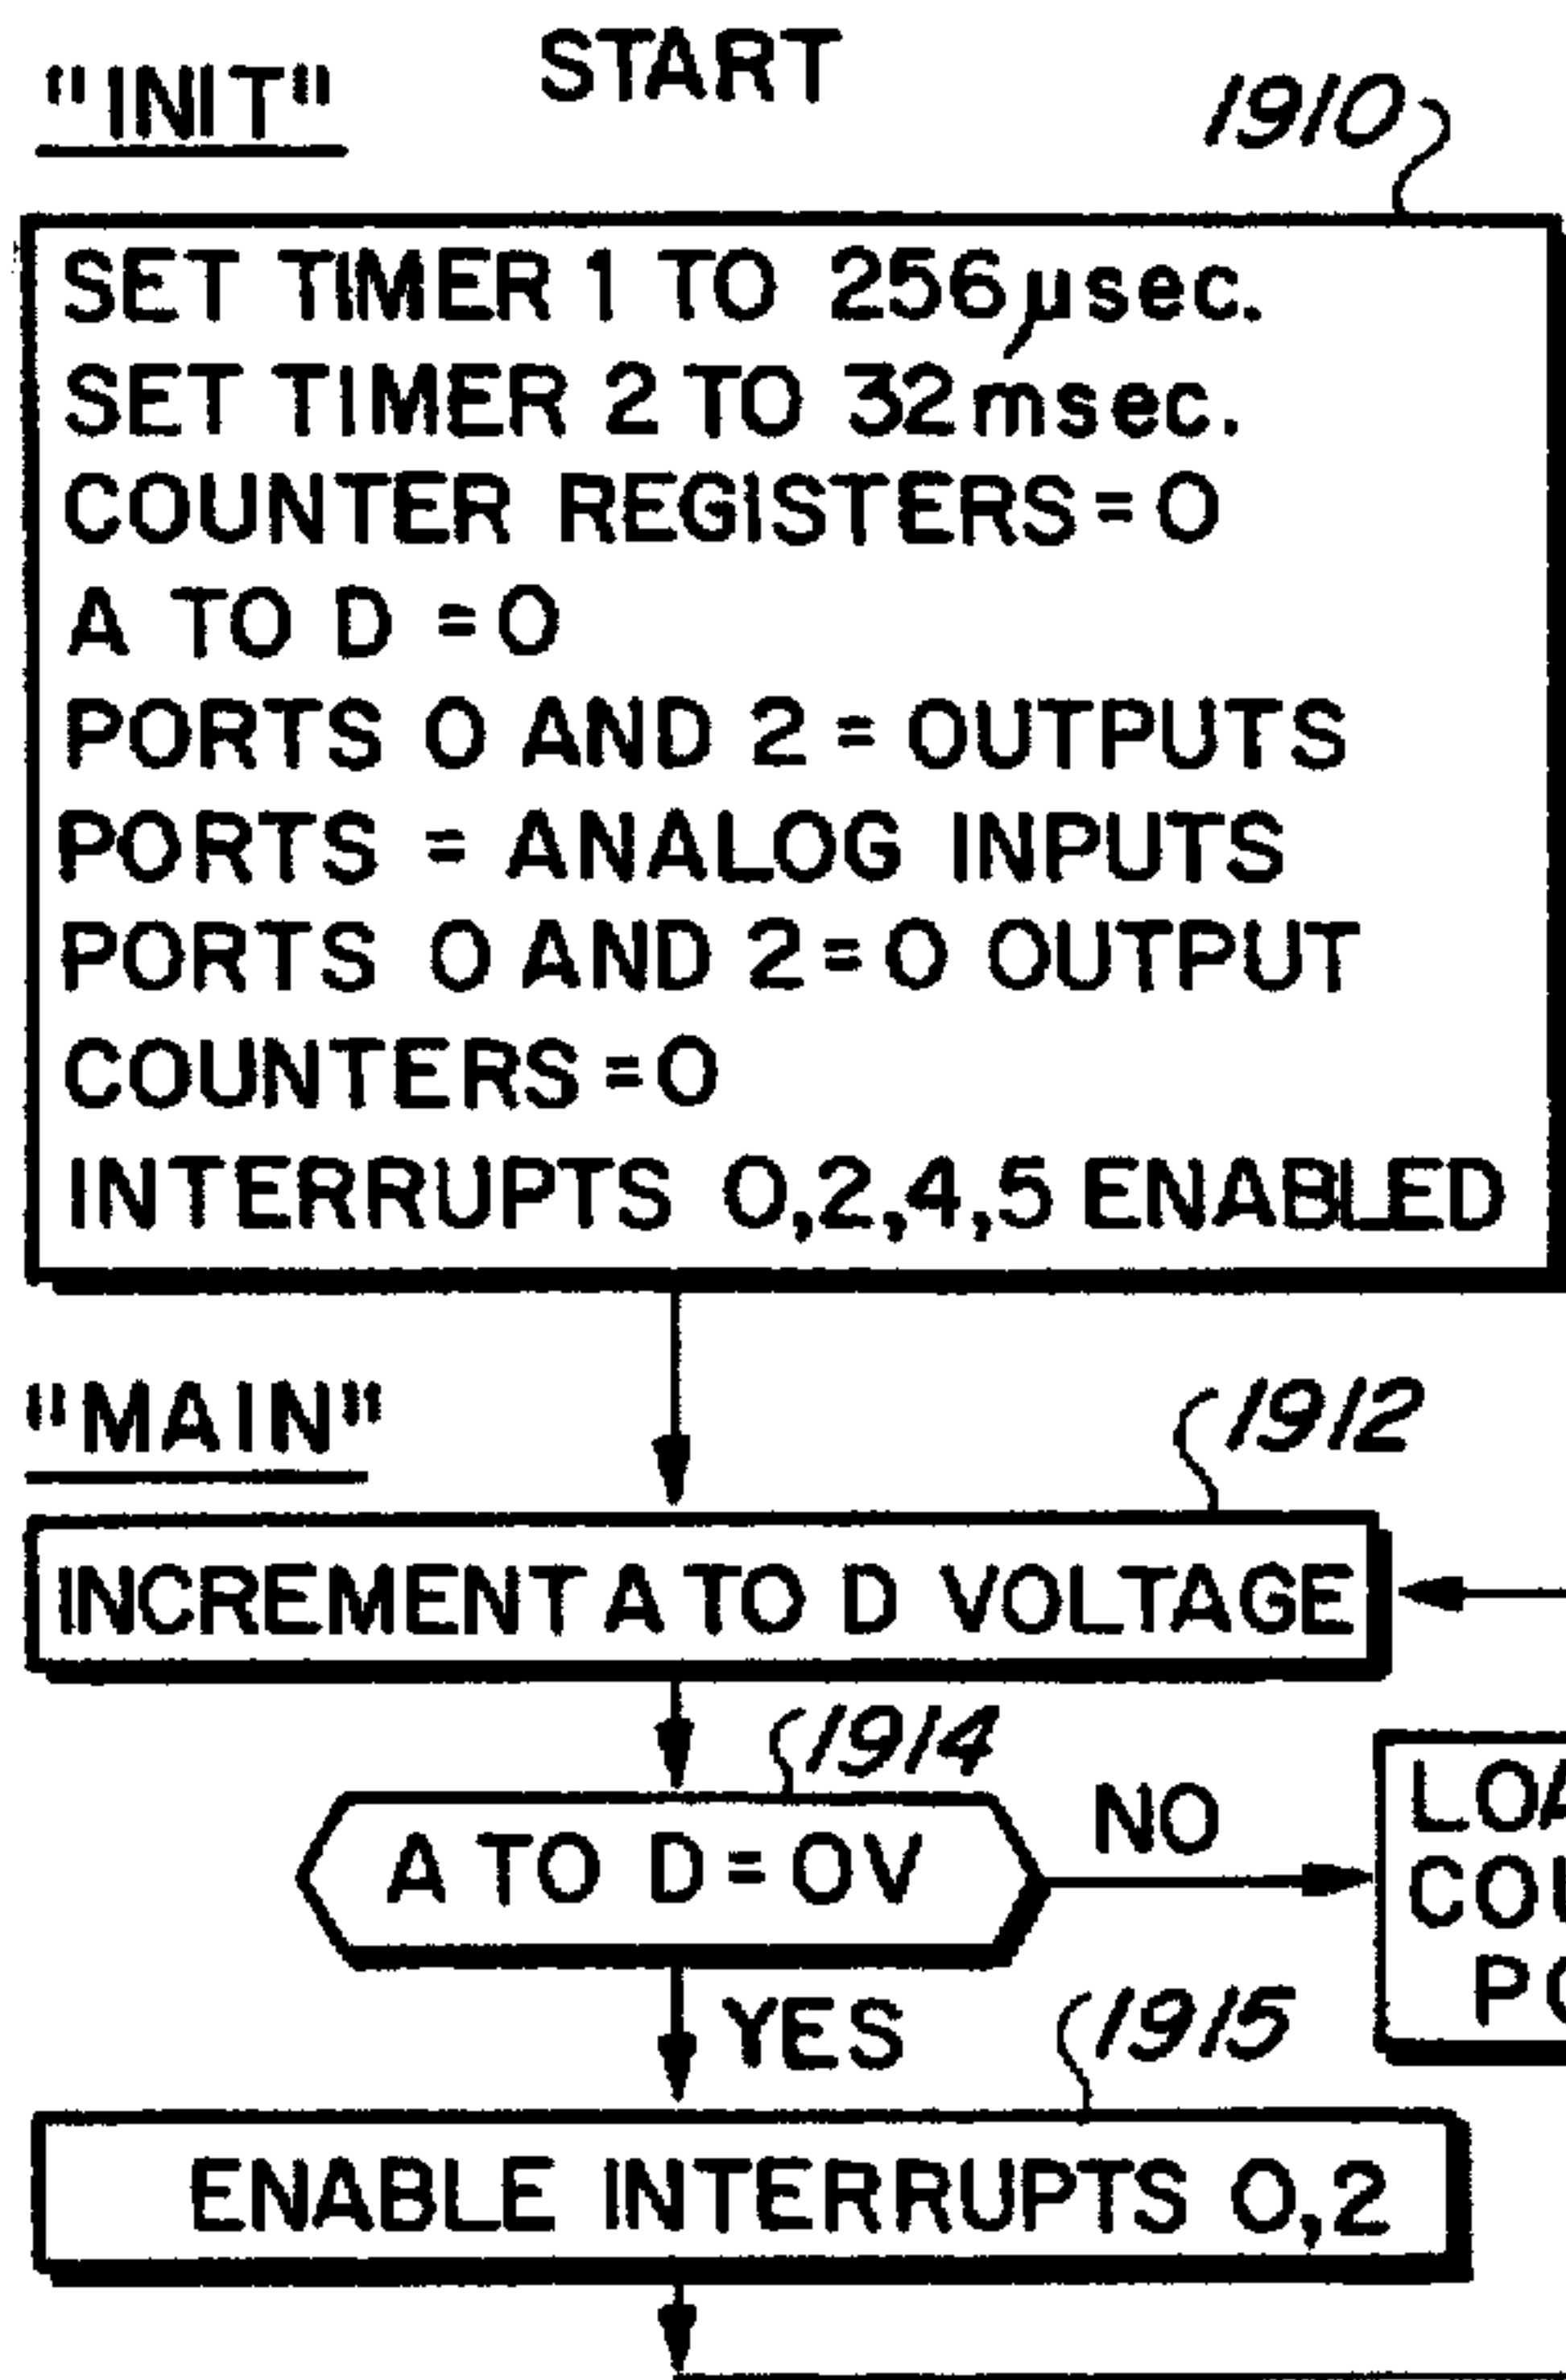 START
"INIT"
1910
SET TIMER 1 TO 256µsec.
SET TIMER 2 TO 32msec.
COUNTER REGISTERS=0
A TO D =0
PORTS 0 AND 2= OUTPUTS
PORTS = ANALOG INPUTS
PORTS 0 AND 2=0 OUTPUT
COUNTERS=0
INTERRUPTS 0,2,4,5 ENABLED
"MAIN"
1912
INCREMENT A TO D VOLTAGE
1914
A TO D=0V
NO
YES
1915
ENABLE INTERRUPTS 0,2